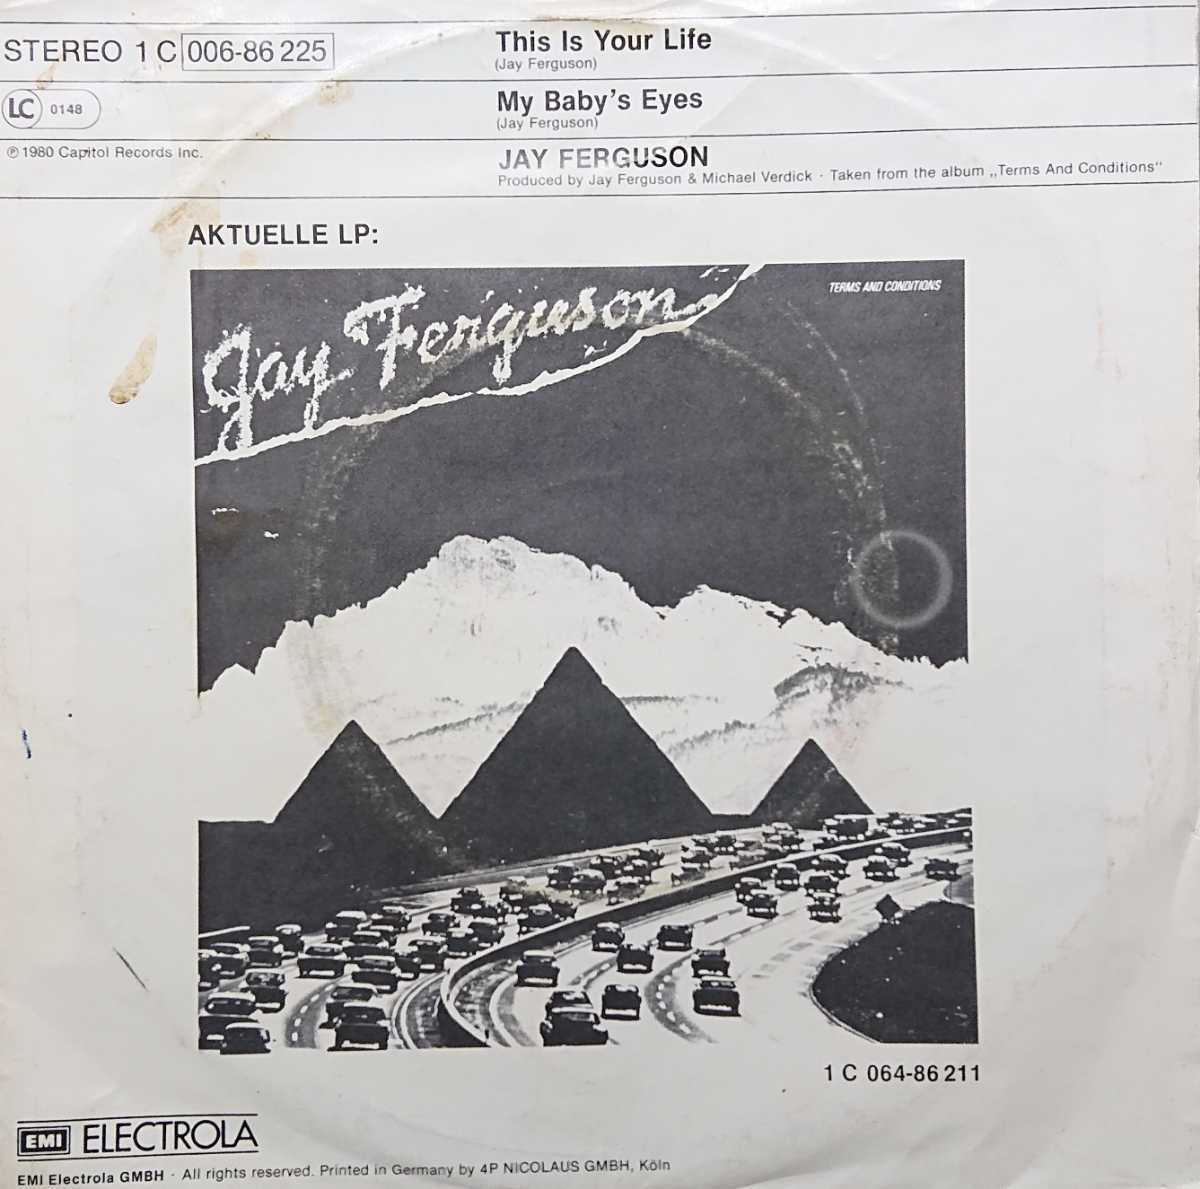 STEREO 1 C 006-86 225
LC 0148
℗ 1980 Capitol Records Inc.
This Is Your Life
(Jay Ferguson)
My Baby's Eyes
(Jay Ferguson)
JAY FERGUSON
Produced by Jay Ferguson & Michael Verdick · Taken from the album „Terms And Conditions"
AKTUELLE LP:
Jay Ferguson
TERMS AND CONDITIONS
1 C 064-86 211
EMI ELECTROLA
EMI Electrola GMBH · All rights reserved. Printed in Germany by 4P NICOLAUS GMBH, Köln